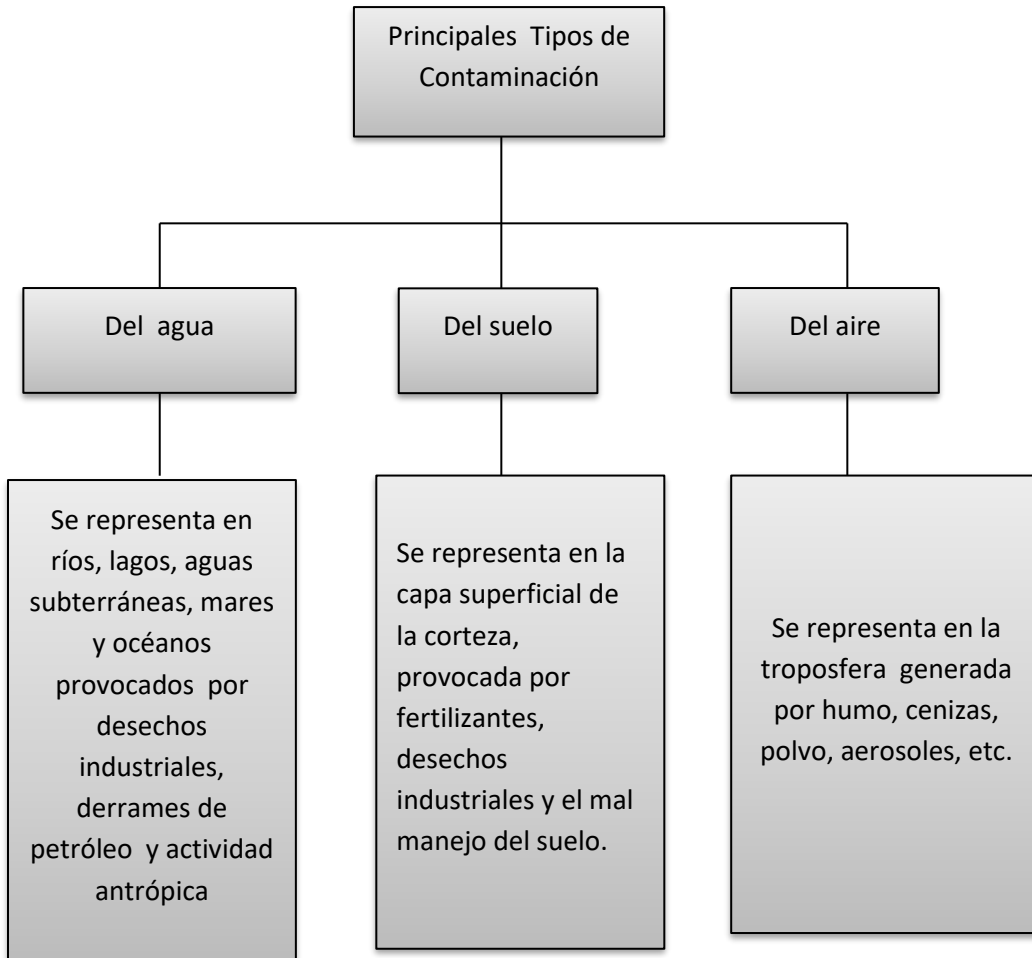 Principales Tipos de
Contaminación
Del agua
Del suelo
Del aire
Se representa en
ríos, lagos, aguas
subterráneas, mares
y océanos
provocados por
desechos
industriales,
derrames de
petróleo y actividad
antrópica
Se representa en la
capa superficial de
la corteza,
provocada por
fertilizantes,
desechos
industriales y el mal
manejo del suelo.
Se representa en la
troposfera generada
por humo, cenizas,
polvo, aerosoles, etc.